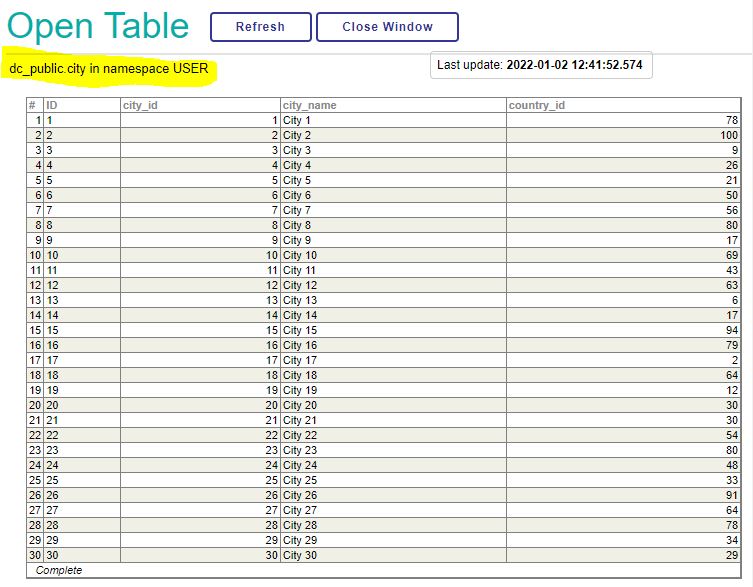 Open Table Refresh Close Window
dc_public.city in namespace USER Last update: 2022-01-02 12:41:52.574
# ID city_id city_name country_id
1 1 1 City 1 78
2 2 2 City 2 100
3 3 3 City 3 9
4 4 4 City 4 26
5 5 5 City 5 21
6 6 6 City 6 50
7 7 7 City 7 56
8 8 8 City 8 80
9 9 9 City 9 17
10 10 10 City 10 69
11 11 11 City 11 43
12 12 12 City 12 63
13 13 13 City 13 6
14 14 14 City 14 17
15 15 15 City 15 94
16 16 16 City 16 79
17 17 17 City 17 2
18 18 18 City 18 64
19 19 19 City 19 12
20 20 20 City 20 30
21 21 21 City 21 30
22 22 22 City 22 54
23 23 23 City 23 80
24 24 24 City 24 48
25 25 25 City 25 33
26 26 26 City 26 91
27 27 27 City 27 64
28 28 28 City 28 78
29 29 29 City 29 34
30 30 30 City 30 29
Complete